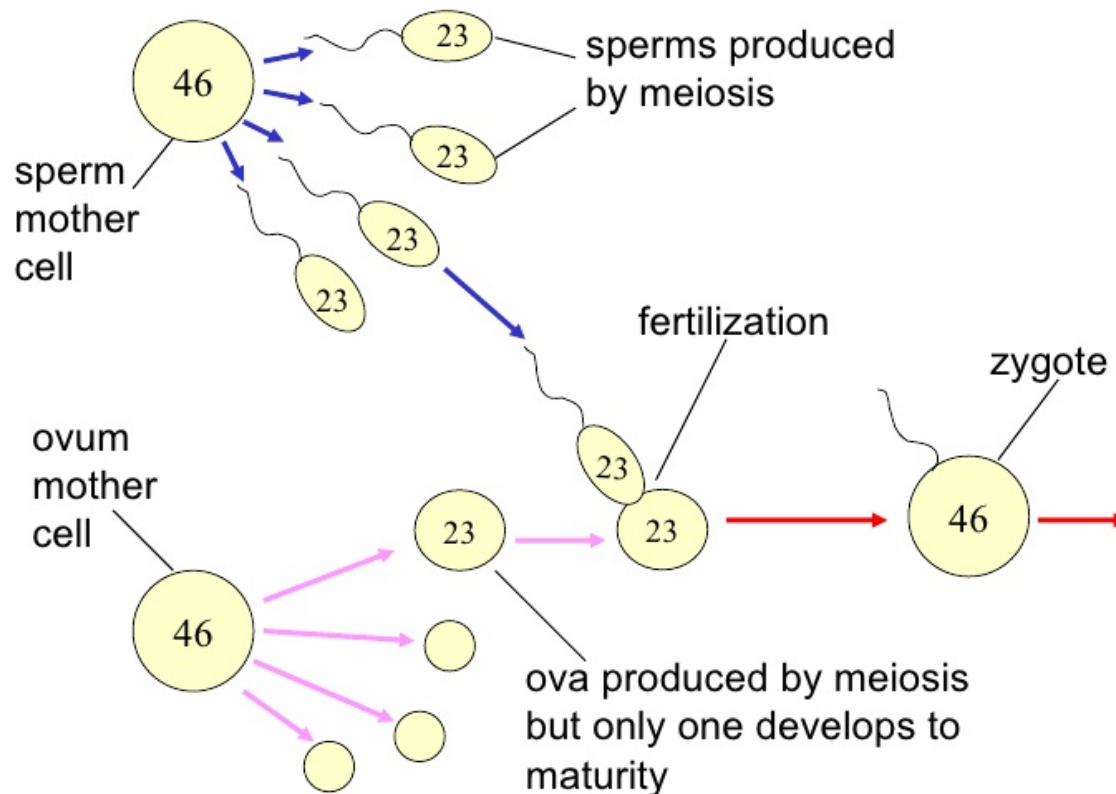 46
23
23
23
23
sperms produced
by meiosis
sperm
mother
cell
fertilization
zygote
23
23
46
ovum
mother
cell
46
23
ova produced by meiosis
but only one develops to
maturity